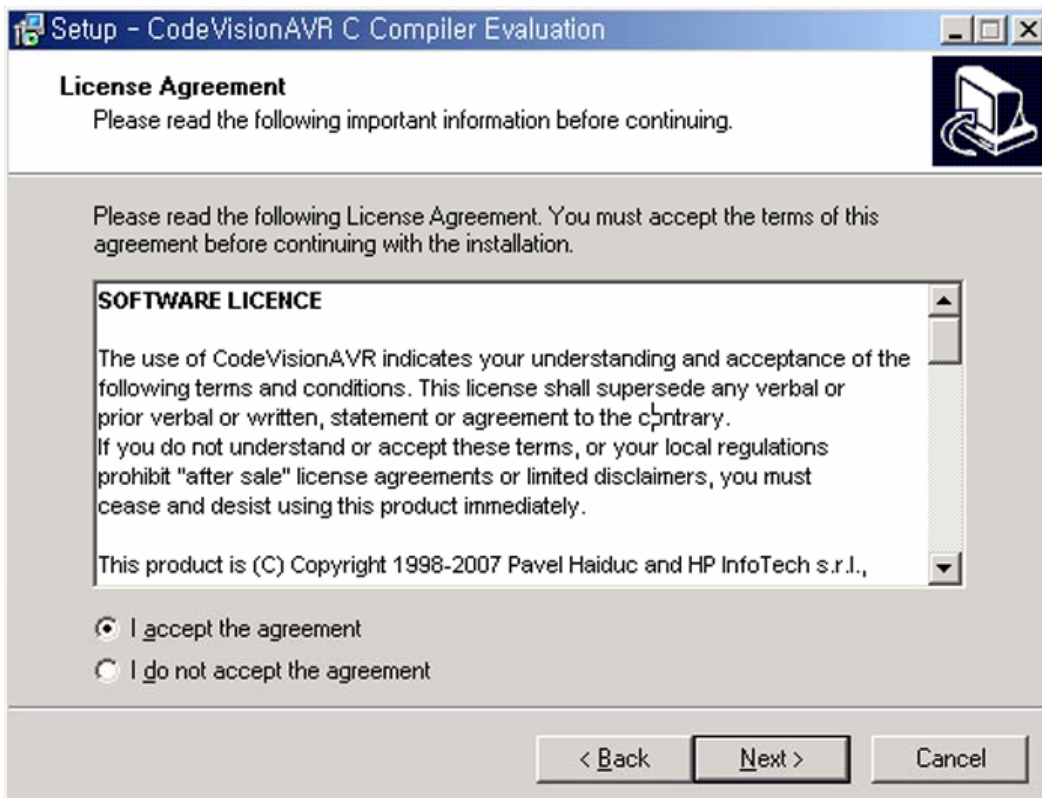 Setup - CodeVisionAVR C Compiler Evaluation
License Agreement
Please read the following important information before continuing.
Please read the following License Agreement. You must accept the terms of this
agreement before continuing with the installation.
SOFTWARE LICENCE
The use of CodeVisionAVR indicates your understanding and acceptance of the
following terms and conditions. This license shall supersede any verbal or
prior verbal or written, statement or agreement to the contrary.
If you do not understand or accept these terms, or your local regulations
prohibit "after sale" license agreements or limited disclaimers, you must
cease and desist using this product immediately.
This product is (C) Copyright 1998-2007 Pavel Haiduc and HP InfoTech s.r.l.,
I accept the agreement
I do not accept the agreement
< Back
Next >
Cancel